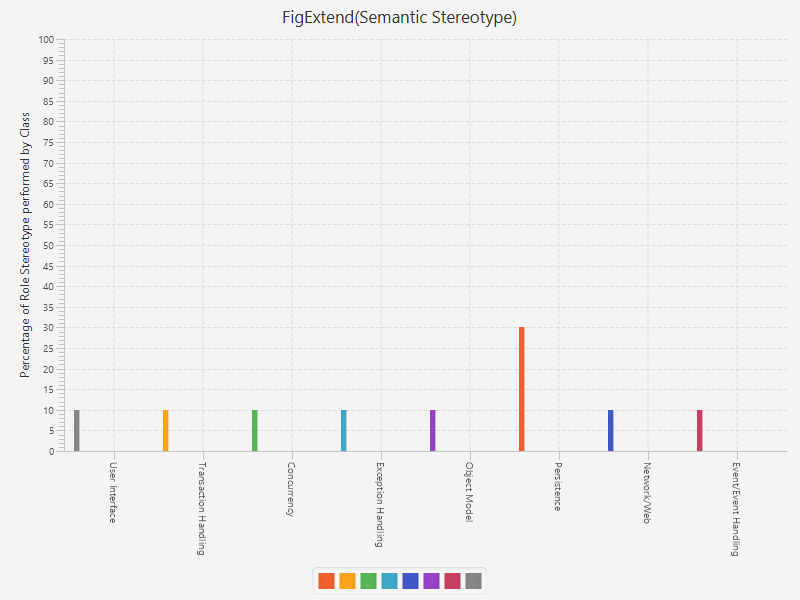 FigExtend(Semantic Stereotype)
Percentage of Role Stereotype performed by Class
100
95
90
85
80
75
70
65
60
55
50
45
40
35
30
25
20
15
10
5
0
User Interface
Transaction Handling
Concurrency
Exception Handling
Object Model
Persistence
Network/Web
Event/Event Handling